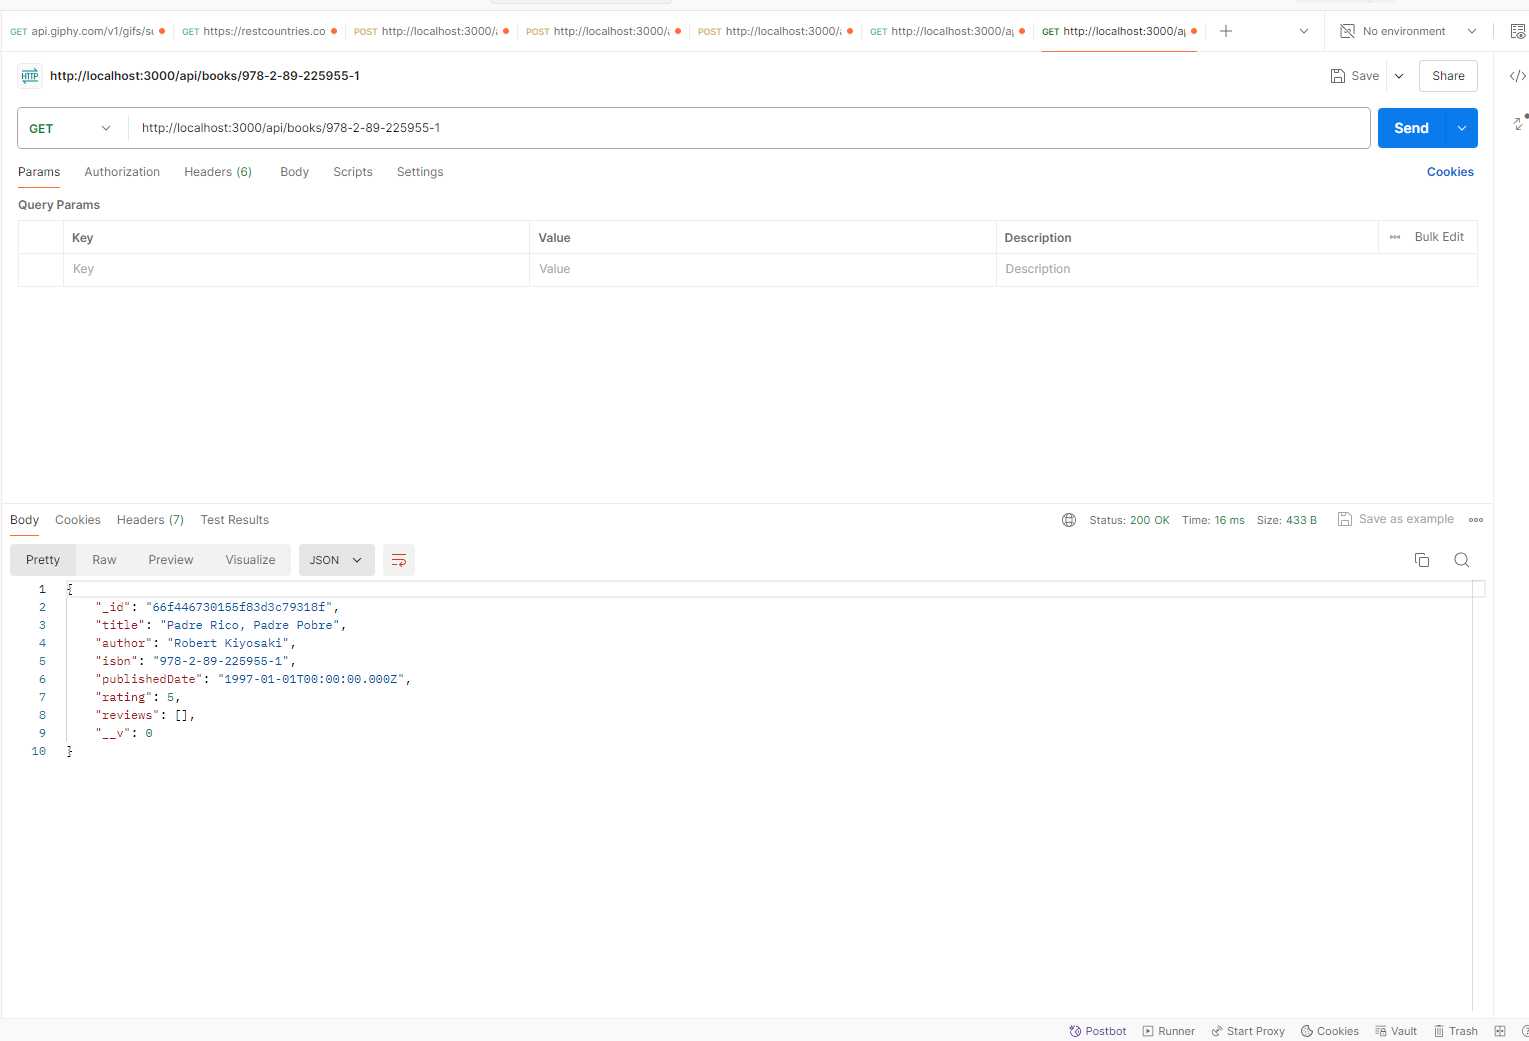 GET api.giphy.com/v1/gifs/se GET https://restcountries.co POST http://localhost:3000/a POST http://localhost:3000/a POST http://localhost:3000/a GET http://localhost:3000/ap GET http://localhost:3000/ap No environment
HTTP http://localhost:3000/api/books/978-2-89-225955-1 Save Share
GET http://localhost:3000/api/books/978-2-89-225955-1 Send
Params Authorization Headers (6) Body Scripts Settings Cookies
Query Params
Key Value Description Bulk Edit
Key Value Description
Body Cookies Headers (7) Test Results Status: 200 OK Time: 16 ms Size: 433 B Save as example
Pretty Raw Preview Visualize JSON
1 {
2 "_id": "66f446730155f83d3c79318f",
3 "title": "Padre Rico, Padre Pobre",
4 "author": "Robert Kiyosaki",
5 "isbn": "978-2-89-225955-1",
6 "publishedDate": "1997-01-01T00:00:00.000Z",
7 "rating": 5,
8 "reviews": [],
9 "__v": 0
10 }
Postbot Runner Start Proxy Cookies Vault Trash